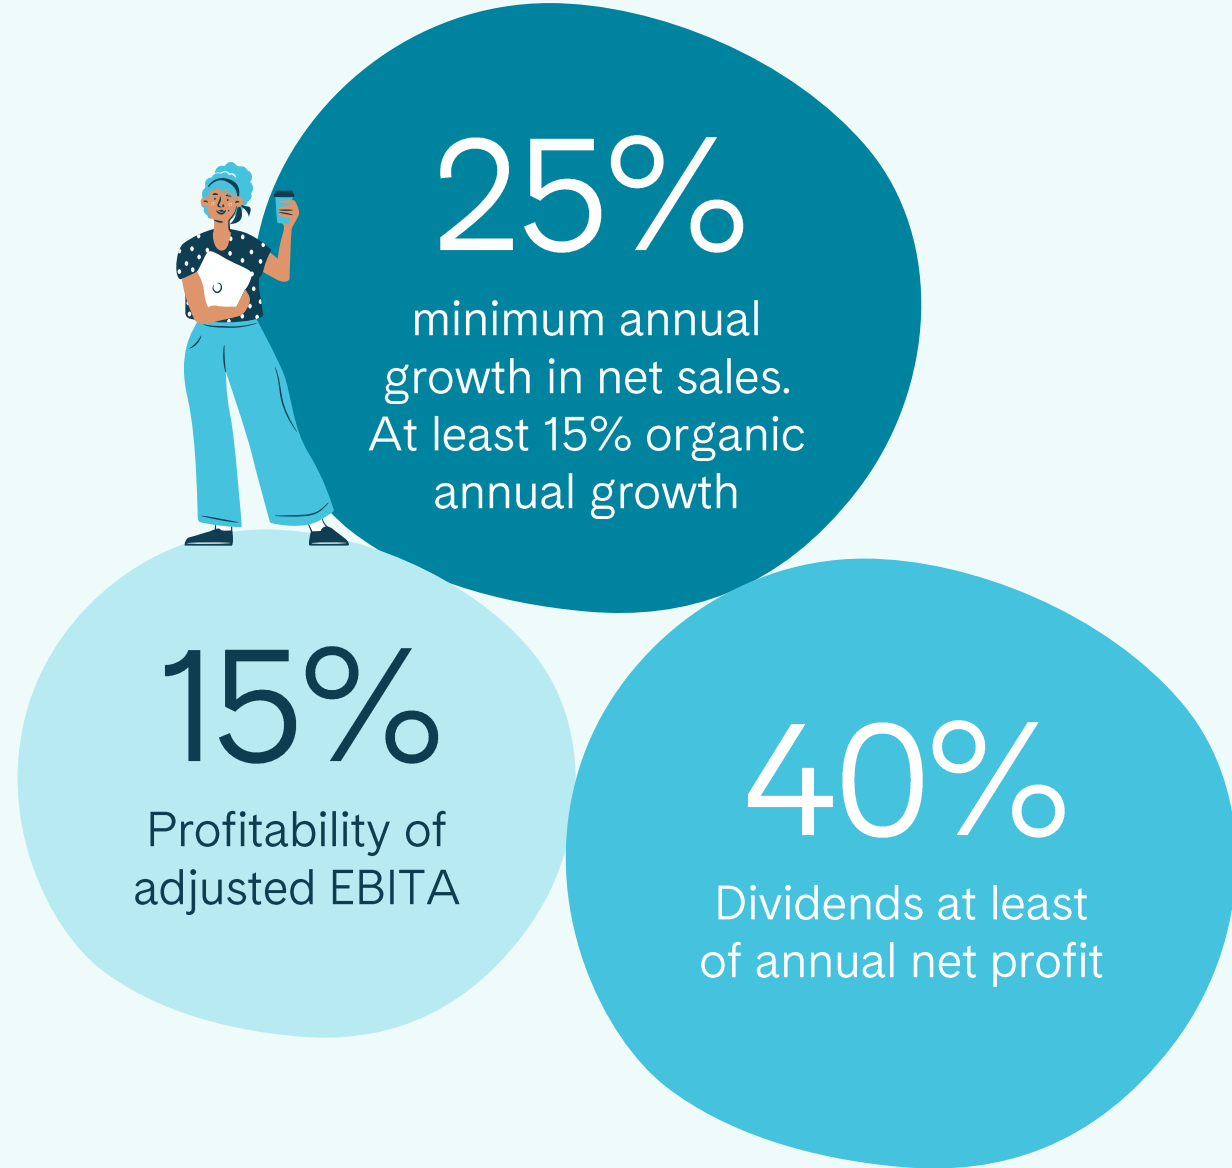 25%
minimum annual
growth in net sales.
At least 15% organic
annual growth
15%
Profitability of
adjusted EBITA
40%
Dividends at least
of annual net profit